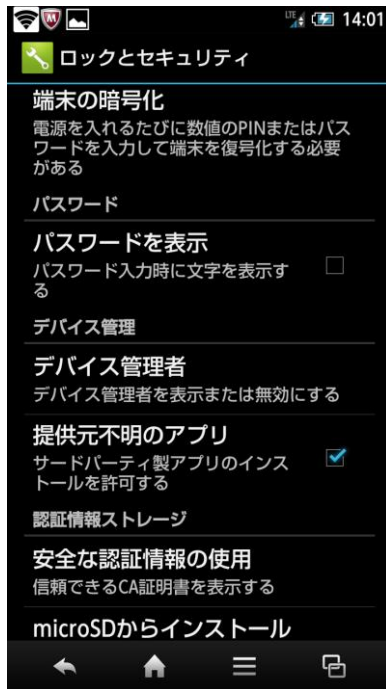 LTE 14:01
ロックとセキュリティ
端末の暗号化
電源を入れるたびに数値のPINまたはパス
ワードを入力して端末を復号化する必要
がある
パスワード
パスワードを表示
パスワード入力時に文字を表示す
る
デバイス管理
デバイス管理者
デバイス管理者を表示または無効にする
提供元不明のアプリ
サードパーティ製アプリのインス
トールを許可する
認証情報ストレージ
安全な認証情報の使用
信頼できるCA証明書を表示する
microSDからインストール